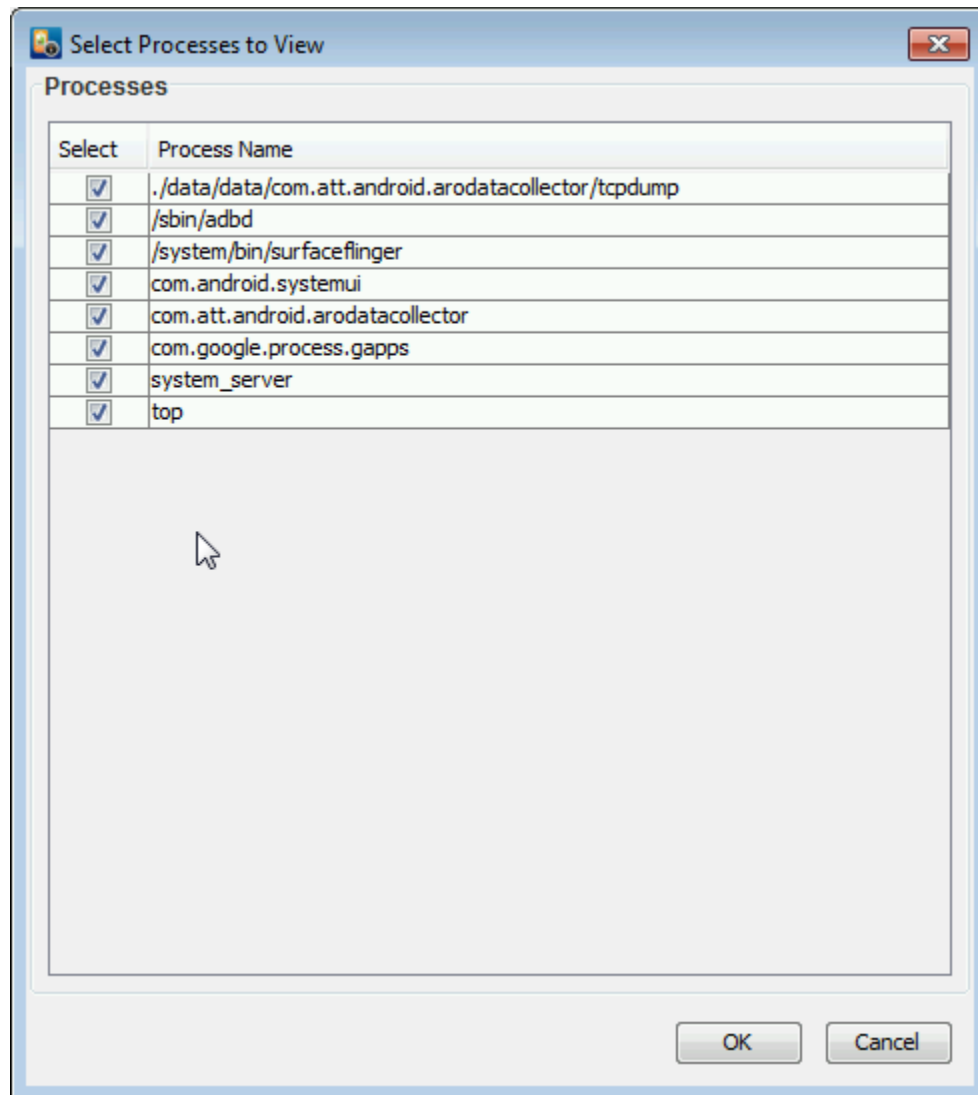 Select Processes to View
Processes
Select Process Name
./data/data/com.att.android.arodatacollector/tcpdump
/sbin/adbd
/system/bin/surfaceflinger
com.android.systemui
com.att.android.arodatacollector
com.google.process.gapps
system_server
top
OK Cancel